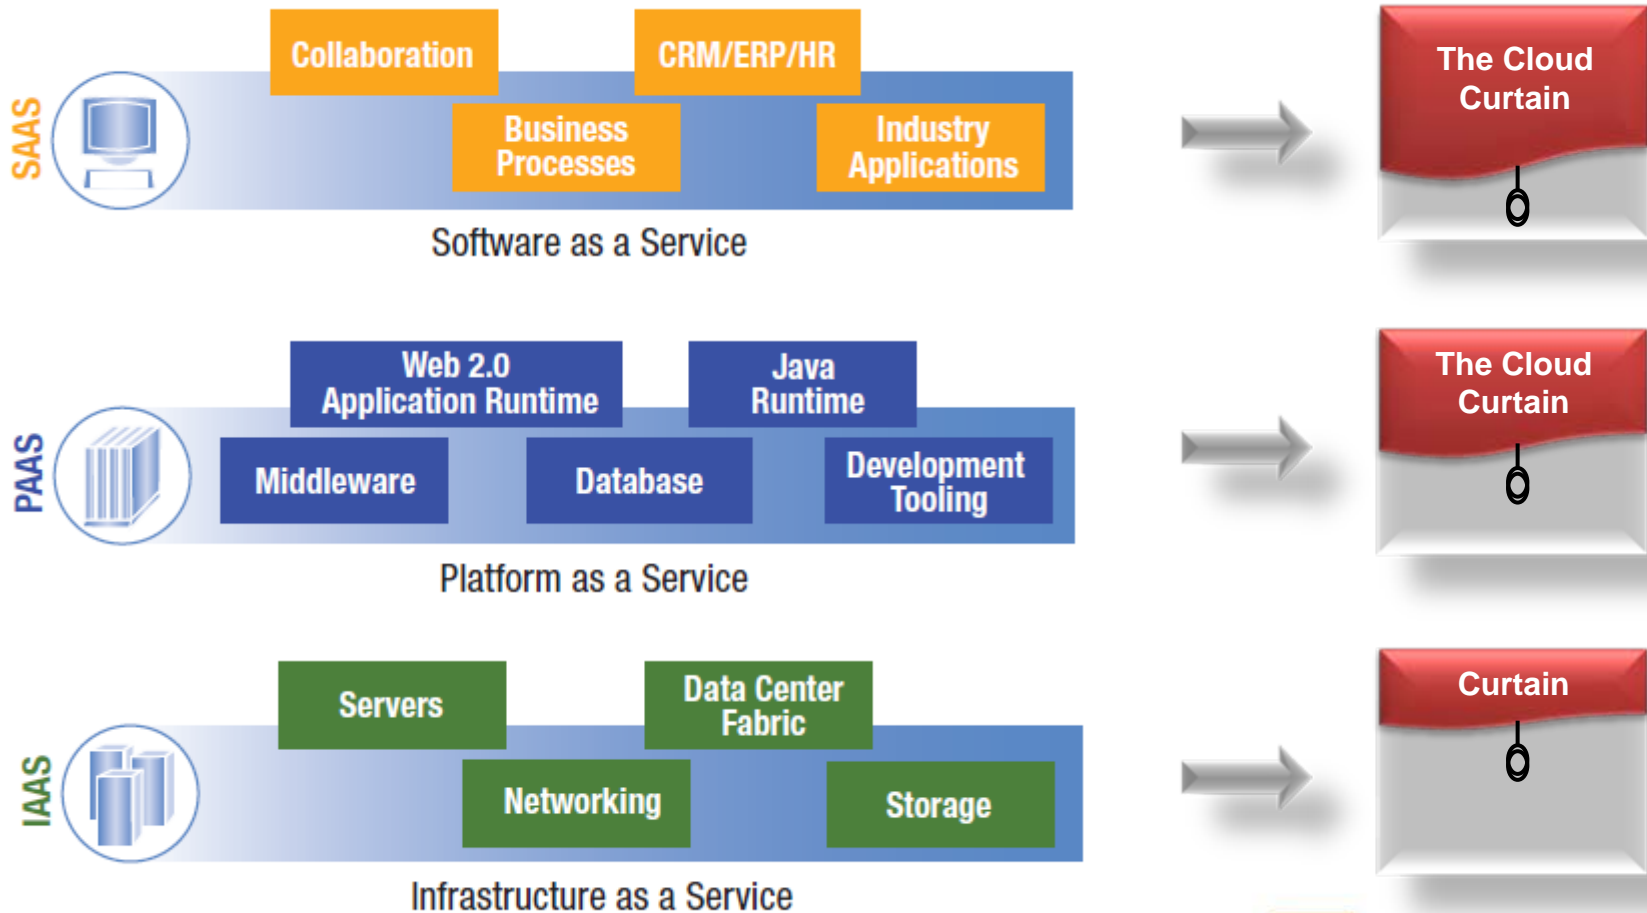 SAAS
Collaboration
CRM/ERP/HR
Business
Processes
Industry
Applications
Software as a Service
The Cloud
Curtain
PAAS
Web 2.0
Application Runtime
Java
Runtime
Middleware
Database
Development
Tooling
Platform as a Service
The Cloud
Curtain
IAAS
Servers
Data Center
Fabric
Networking
Storage
Infrastructure as a Service
Curtain